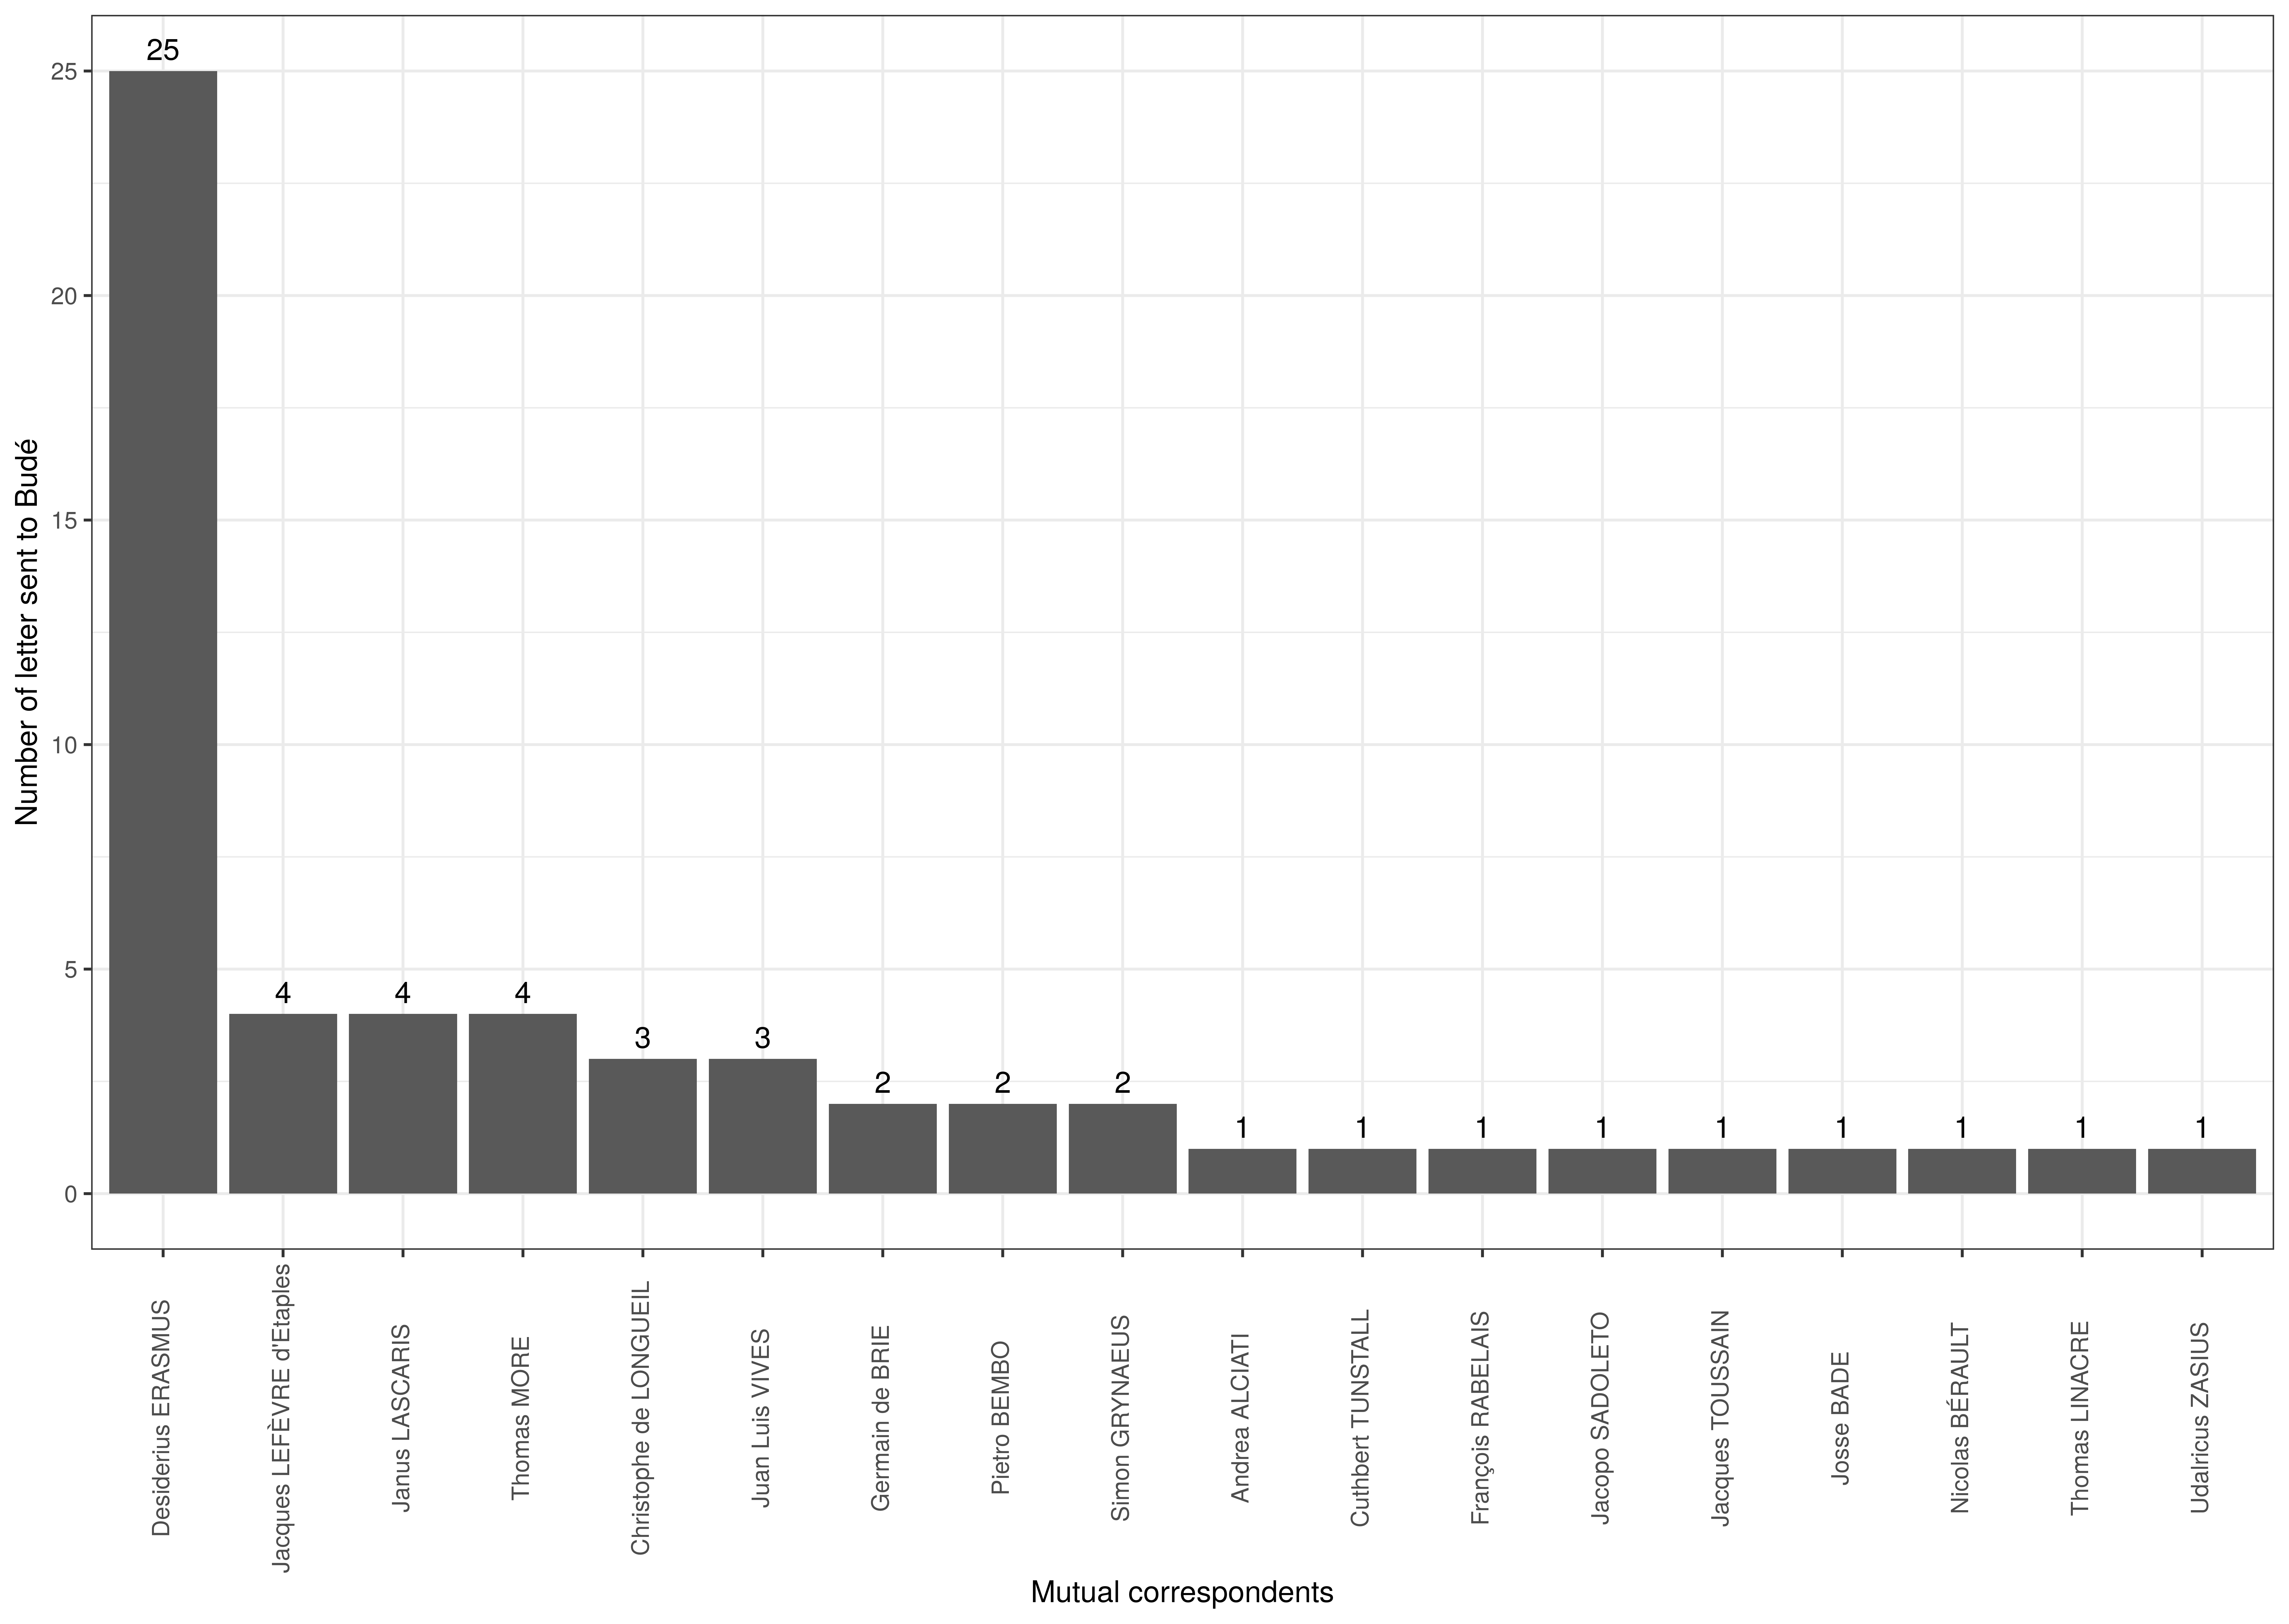 Number of letter sent to Budé
25
20
15
10
5
0
25
4
4
4
3
3
2
2
2
1
1
1
1
1
1
1
1
1
Desiderius ERASMUS
Jacques LEFÈVRE d'Etaples
Janus LASCARIS
Thomas MORE
Christophe de LONGUEIL
Juan Luis VIVES
Germain de BRIE
Pietro BEMBO
Simon GRYNAEUS
Andrea ALCIATI
Cuthbert TUNSTALL
François RABELAIS
Jacopo SADOLETO
Jacques TOUSSAIN
Josse BADE
Nicolas BÉRAULT
Thomas LINACRE
Udalricus ZASIUS
Mutual correspondents